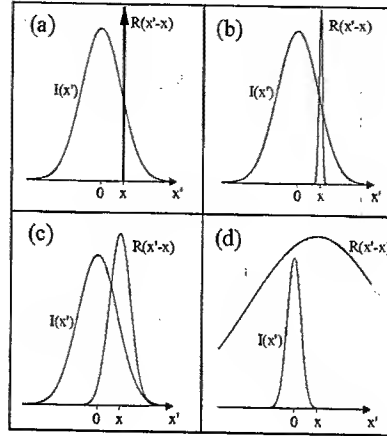 (a)
R(x'-x)
I(x')
0 x x'
(b)
R(x'-x)
I(x')
0 x x'
(c)
R(x'-x)
I(x')
0 x x'
(d)
R(x'-x)
I(x')
0 x x'